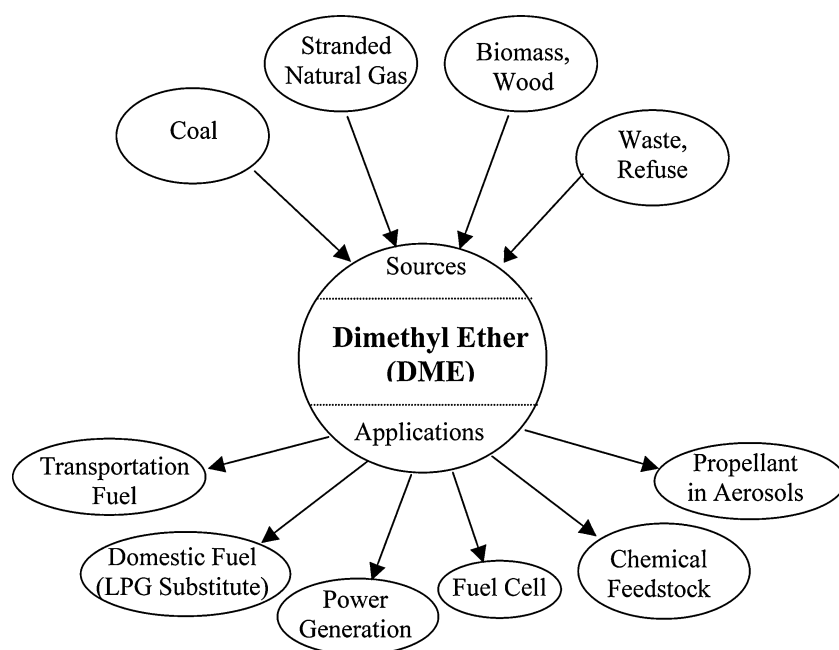 Stranded
Natural Gas
Biomass,
Wood
Coal
Waste,
Refuse
Sources
Dimethyl Ether
(DME)
Applications
Transportation
Fuel
Domestic Fuel
(LPG Substitute)
Power
Generation
Fuel Cell
Chemical
Feedstock
Propellant
in Aerosols